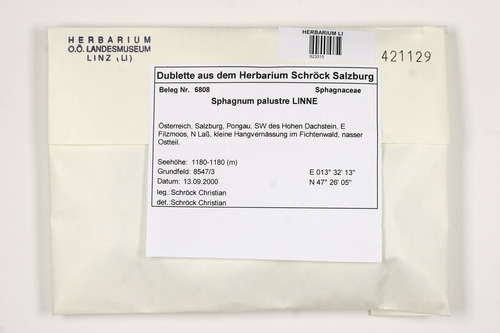 HERBARIUM
O.Ö. LANDESMUSEUM
LINZ (LI)
HERBARIUM LI
421129
Dublette aus dem Herbarium Schröck Salzburg
Beleg Nr. 6808 Sphagnaceae
Sphagnum palustre LINNE
Österreich, Salzburg, Pongau, SW des Hohen Dachstein, E
Filzmoos, N Laß, kleine Hangvernässung im Fichtenwald, nasser
Ostteil.
Seehöhe: 1180-1180 (m)
Grundfeld: 8547/3 E 013° 32' 13"
Datum: 13.09.2000 N 47° 26' 05"
leg.:Schröck Christian
det.:Schröck Christian